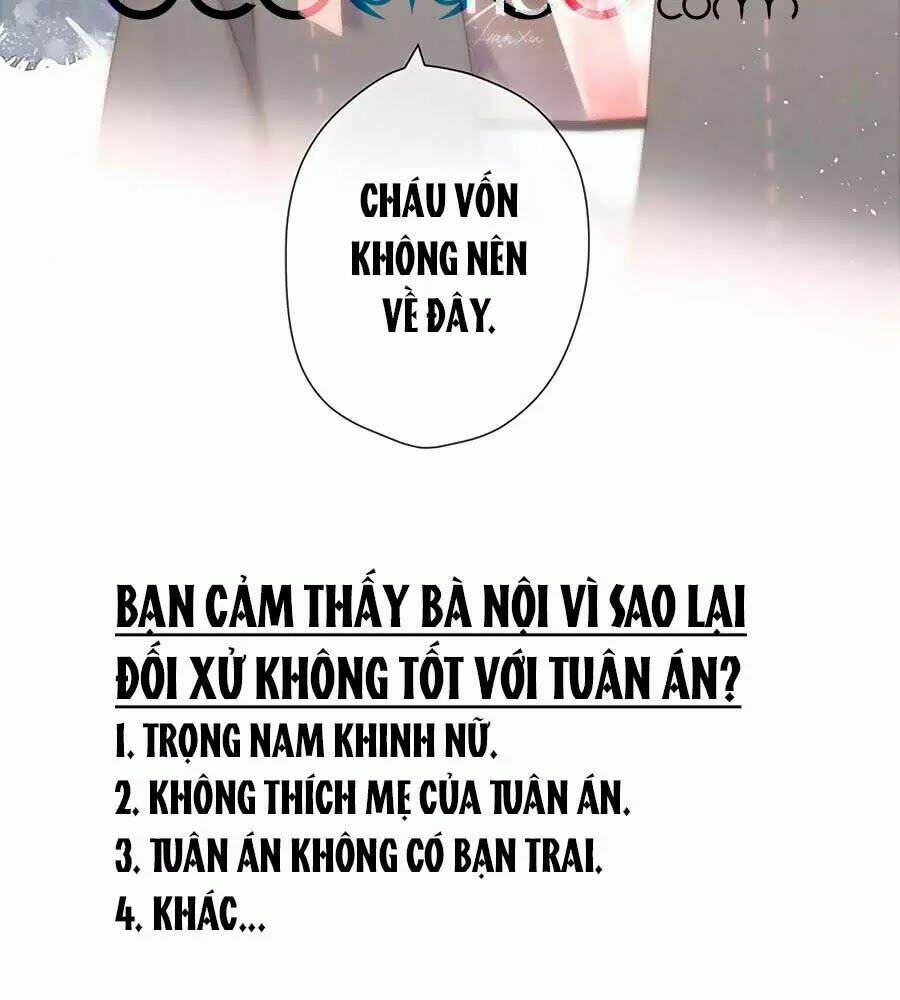 CHÁU VỐN
KHÔNG NÊN
VỀ ĐÂY.
BẠN CẢM THẤY BÀ NỘI VÌ SAO LẠI
ĐỐI XỬ KHÔNG TỐT VỚI TUÂN ÁN?
1. TRỌNG NAM KHINH NỮ.
2. KHÔNG THÍCH MẸ CỦA TUÂN ÁN.
3. TUÂN ÁN KHÔNG CÓ BẠN TRAI.
4. KHÁC...